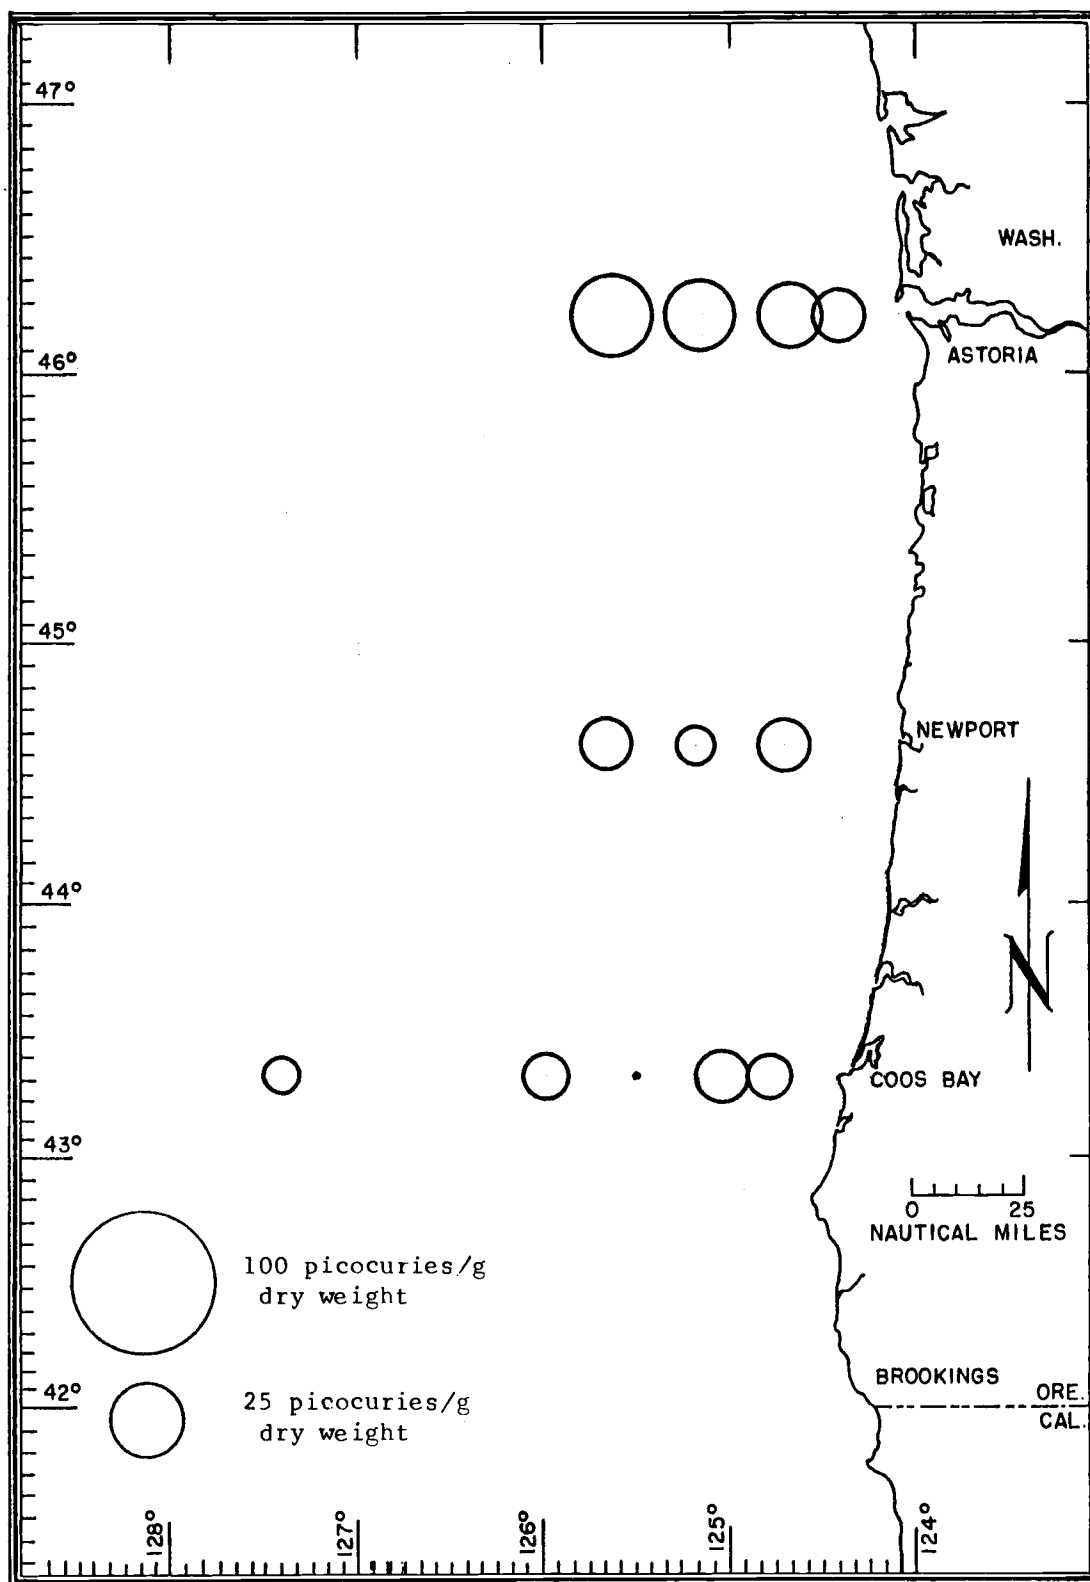 47°
WASH.
46°
ASTORIA
45°
NEWPORT
44°
N
COOS BAY
43°
0 25
NAUTICAL MILES
100 picocuries/g
dry weight
BROOKINGS
42°
ORE.
25 picocuries/g
dry weight
CAL.
128° 127° 126° 125° 124°